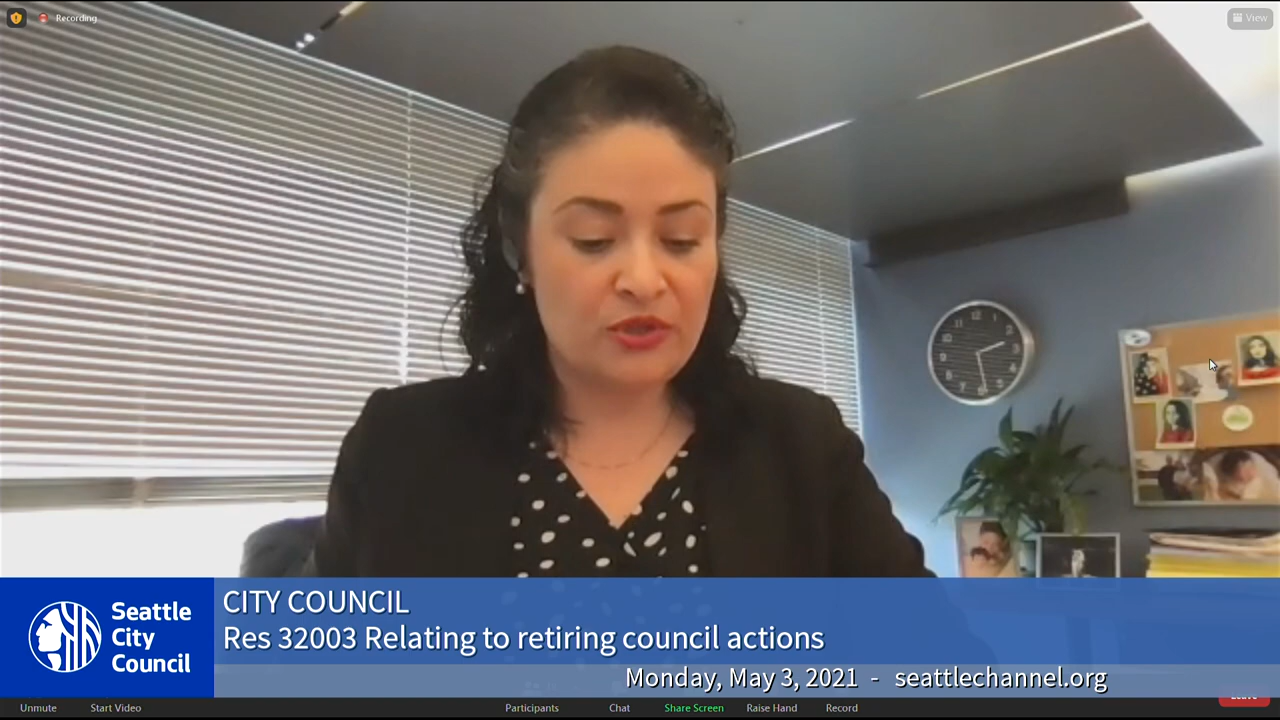 Recording
View
Seattle
City
Council
CITY COUNCIL
Res 32003 Relating to retiring council actions
Monday, May 3, 2021 - seattlechannel.org
Unmute
Start Video
Participants
Chat
Share Screen
Raise Hand
Record
Leave